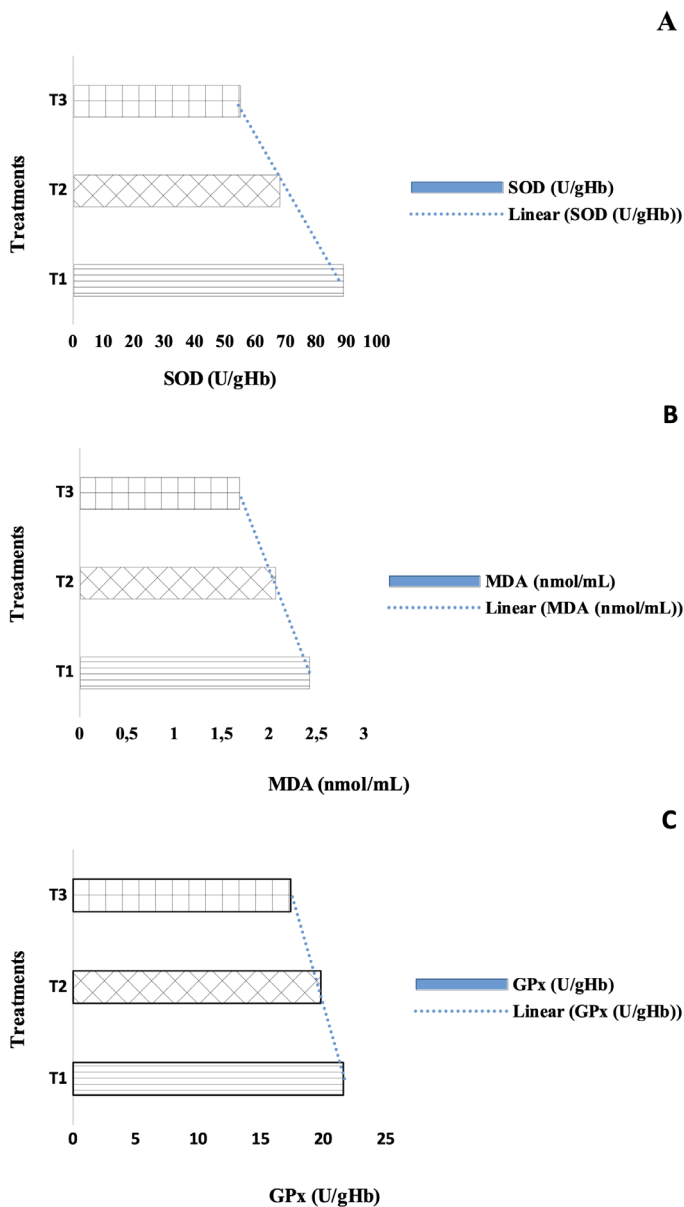 A
T3
T2
T1
Treatments
0 10 20 30 40 50 60 70 80 90 100
SOD (U/gHb)
SOD (U/gHb)
Linear (SOD (U/gHb))
B
T3
T2
T1
Treatments
0 0,5 1 1,5 2 2,5 3
MDA (nmol/mL)
MDA (nmol/mL)
Linear (MDA (nmol/mL))
C
T3
T2
T1
Treatments
0 5 10 15 20 25
GPx (U/gHb)
GPx (U/gHb)
Linear (GPx (U/gHb))